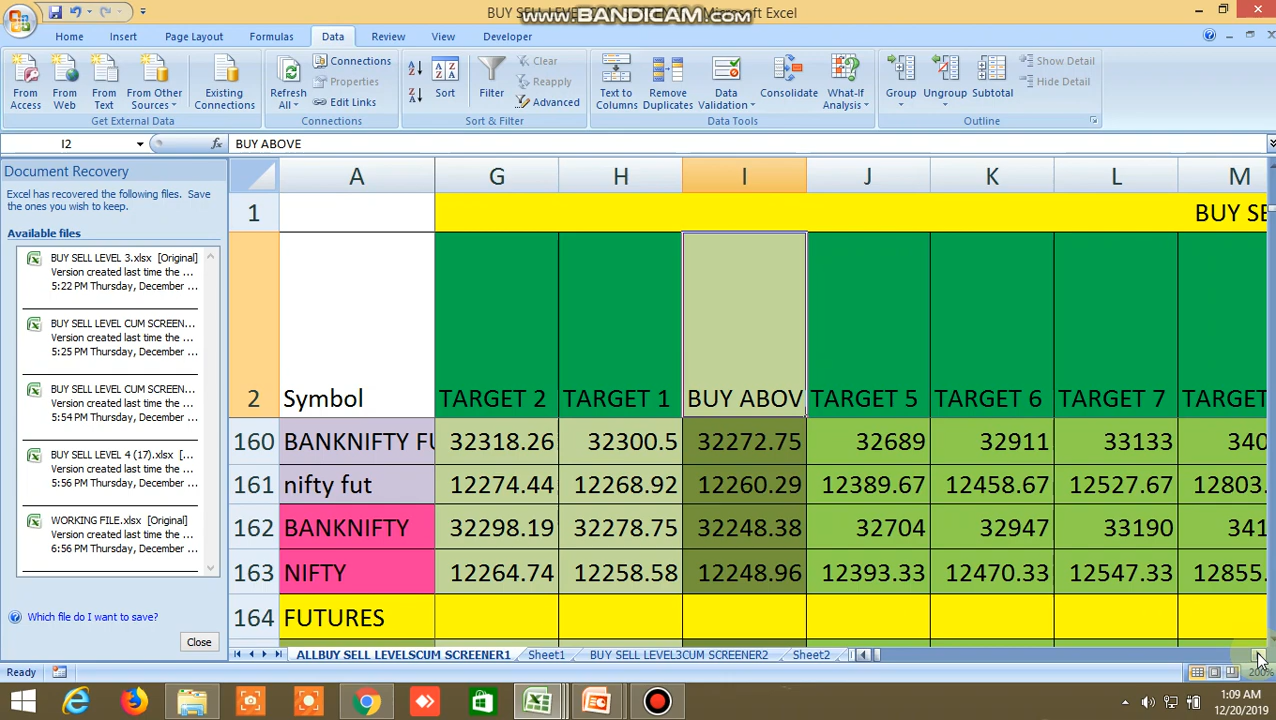 BUY SELL LEVEL
www.BANDICAM.com
Microsoft Excel
Home Insert Page Layout Formulas Data Review View Developer
From Access
From Web
From Text
From Other Sources
Existing Connections
Get External Data
Refresh All
Connections
Properties
Edit Links
Connections
Sort
Filter
Clear
Reapply
Advanced
Sort & Filter
Text to Columns
Remove Duplicates
Data Validation
Consolidate
What-If Analysis
Data Tools
Group
Ungroup
Subtotal
Show Detail
Hide Detail
Outline
I2 fx BUY ABOVE
Document Recovery
Excel has recovered the following files. Save
the ones you wish to keep.
Available files
BUY SELL LEVEL 3.xlsx [Original]
Version created last time the ...
5:22 PM Thursday, December ...
BUY SELL LEVEL CUM SCREEN...
Version created last time the ...
5:25 PM Thursday, December ...
BUY SELL LEVEL CUM SCREEN...
Version created last time the ...
5:54 PM Thursday, December ...
BUY SELL LEVEL 4 (17).xlsx [...
Version created last time the ...
5:56 PM Thursday, December ...
WORKING FILE.xlsx [Original]
Version created last time the ...
6:56 PM Thursday, December ...
Which file do I want to save?
Close
A G H I J K L M
1 BUY SE
2 Symbol TARGET 2 TARGET 1 BUY ABOV TARGET 5 TARGET 6 TARGET 7 TARGET
160 BANKNIFTY FU 32318.26 32300.5 32272.75 32689 32911 33133 340
161 nifty fut 12274.44 12268.92 12260.29 12389.67 12458.67 12527.67 12803.
162 BANKNIFTY 32298.19 32278.75 32248.38 32704 32947 33190 341
163 NIFTY 12264.74 12258.58 12248.96 12393.33 12470.33 12547.33 12855.
164 FUTURES
ALLBUY SELL LEVELSCUM SCREENER1 Sheet1 BUY SELL LEVEL3CUM SCREENER2 Sheet2
Ready 200%
1:09 AM
12/20/2019